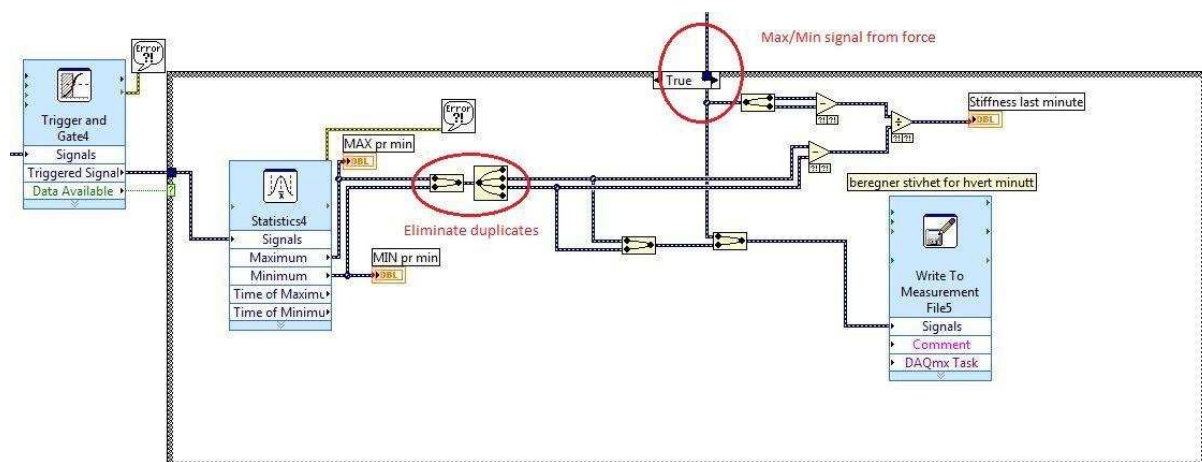 Max/Min signal from force
Error
?!
True
Trigger and
Gate4
Signals
Triggered Signal
Data Available
?
Error
?!
Stiffness last minute
DBL
MAX pr min
DBL
Statistics4
Signals
Maximum
Minimum
Time of Maximu
Time of Minimu
Eliminate duplicates
MIN pr min
DBL
beregner stivhet for hvert minutt
Write To
Measurement
File5
Signals
Comment
DAQmx Task